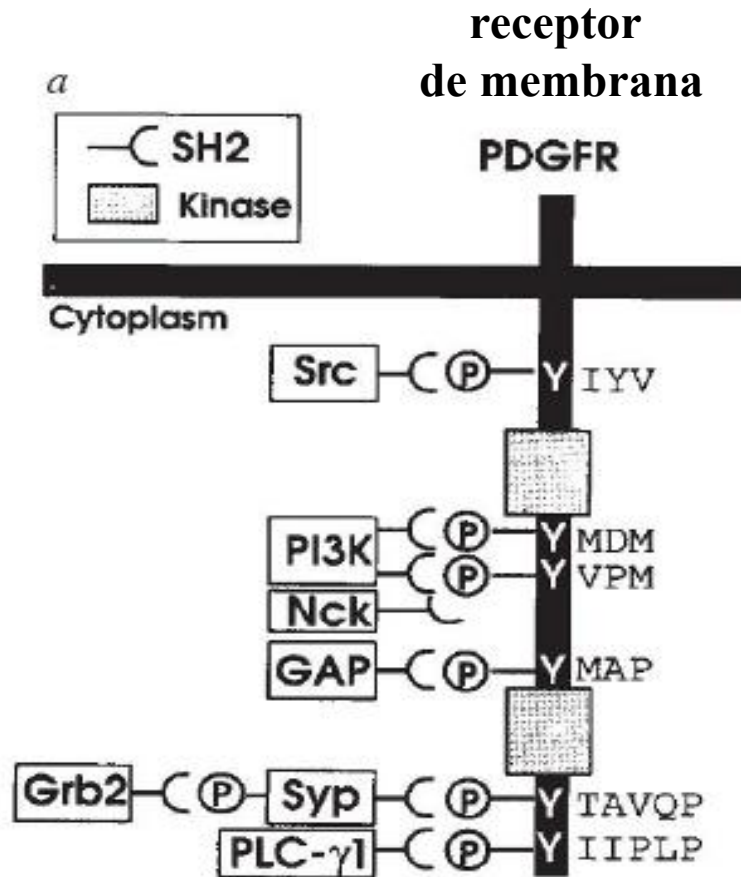 receptor
de membrana
a
SH2
Kinase
PDGFR
Cytoplasm
Src P Y IYV
PI3K P Y MDM
P Y VPM
Nck
GAP P Y MAP
Grb2 P Syp P Y TAVQP
PLC-γ1 P Y IIPLP